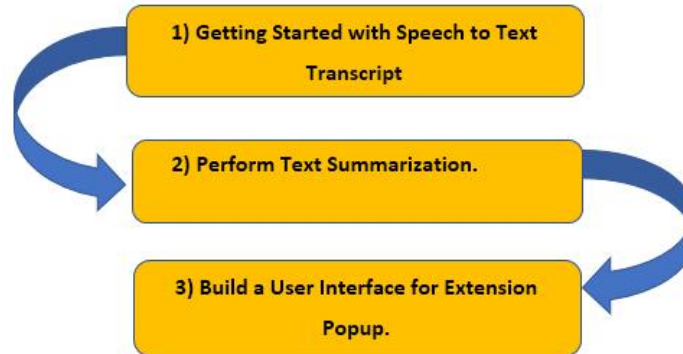 1) Getting Started with Speech to Text
Transcript
2) Perform Text Summarization.
3) Build a User Interface for Extension
Popup.